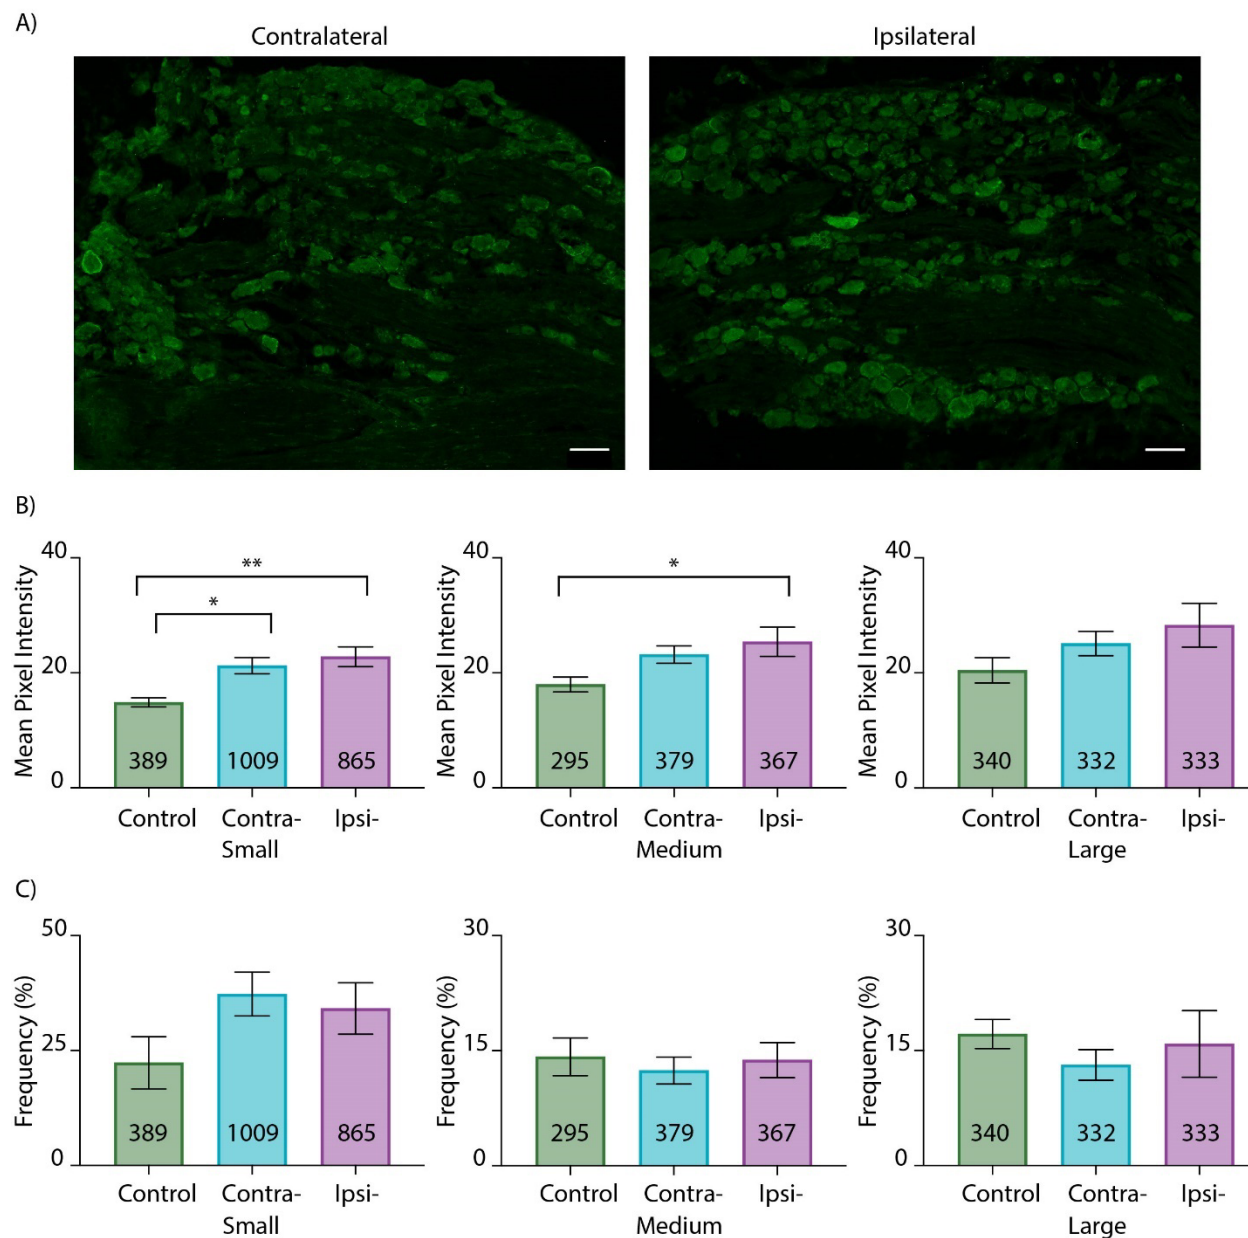 A)
Contralateral
Ipsilateral
B)
Mean Pixel Intensity
40
20
0
**
*
389
1009
865
Control
Contra-
Ipsi-
Small
Mean Pixel Intensity
40
20
0
*
295
379
367
Control
Contra-
Ipsi-
Medium
Mean Pixel Intensity
40
20
0
340
332
333
Control
Contra-
Ipsi-
Large
C)
Frequency (%)
50
25
0
389
1009
865
Control
Contra-
Ipsi-
Small
Frequency (%)
30
15
0
295
379
367
Control
Contra-
Ipsi-
Medium
Frequency (%)
30
15
0
340
332
333
Control
Contra-
Ipsi-
Large